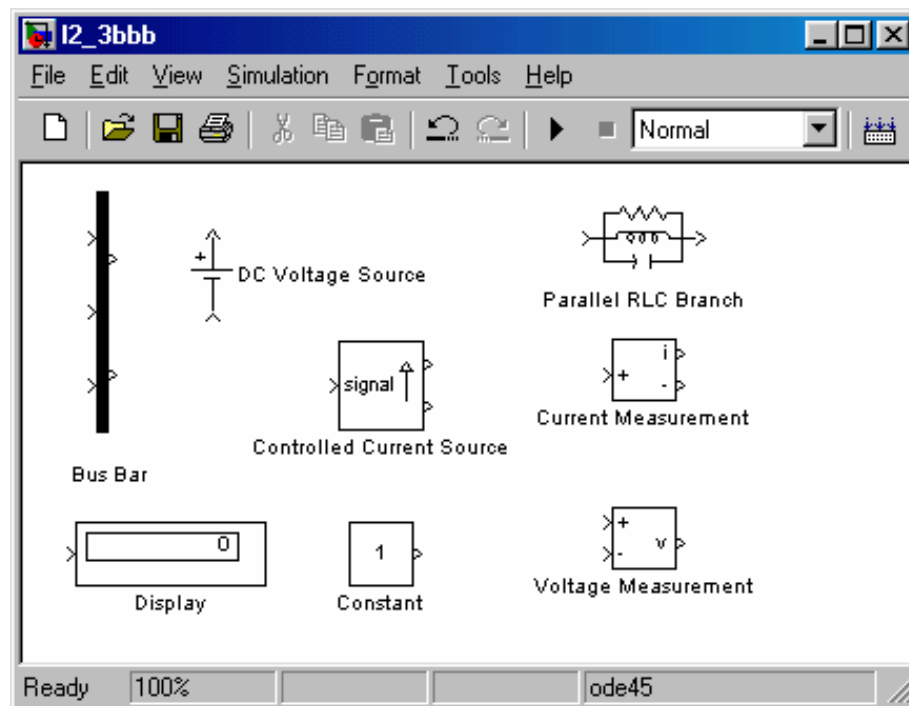 l2_3bbb
File Edit View Simulation Format Tools Help
Normal
+
DC Voltage Source
Parallel RLC Branch
signal
Controlled Current Source
i
+
-
Current Measurement
Bus Bar
0
Display
1
Constant
+
-
v
Voltage Measurement
Ready 100% ode45